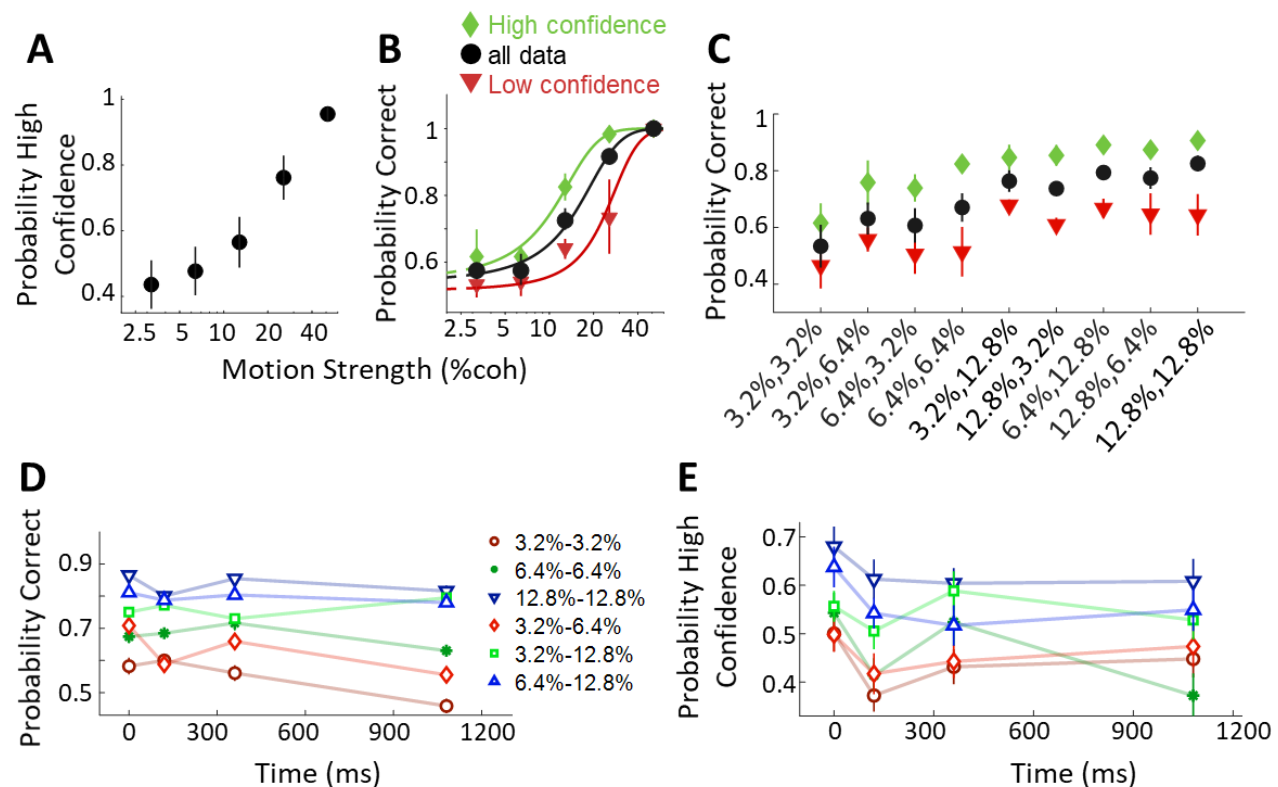 A
Probability High
Confidence
1
0.8
0.6
0.4
2.5
5
10
20
40
B
High confidence
all data
Low confidence
Probability Correct
1
0.8
0.6
2.5
5
10
20
40
Motion Strength (%coh)
C
Probability Correct
1
0.8
0.6
0.4
3.2%,3.2%
3.2%,6.4%
6.4%,3.2%
6.4%,6.4%
3.2%,12.8%
12.8%,3.2%
6.4%,12.8%
12.8%,6.4%
12.8%,12.8%
D
Probability Correct
0.9
0.7
0.5
0
300
600
900
1200
Time (ms)
3.2%-3.2%
6.4%-6.4%
12.8%-12.8%
3.2%-6.4%
3.2%-12.8%
6.4%-12.8%
E
Probability High
Confidence
0.7
0.6
0.5
0.4
0
300
600
900
1200
Time (ms)